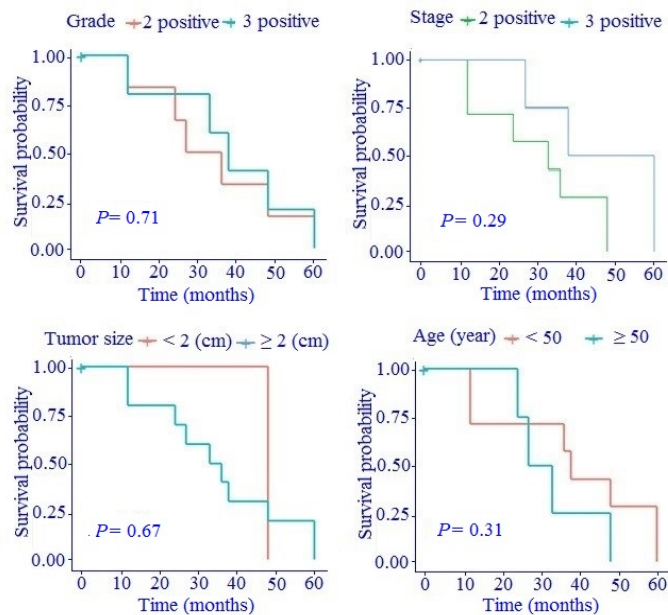 Grade 2 positive 3 positive
Survival probability
1.00
0.75
0.50
0.25
0.00
P= 0.71
0 10 20 30 40 50 60
Time (months)
Stage 2 positive 3 positive
Survival probability
1.00
0.75
0.50
0.25
0.00
P = 0.29
0 10 20 30 40 50 60
Time (months)
Tumor size < 2 (cm) ≥ 2 (cm)
Survival probability
1.00
0.75
0.50
0.25
0.00
P = 0.67
0 10 20 30 40 50 60
Time (months)
Age (year) < 50 ≥ 50
Survival probability
1.00
0.75
0.50
0.25
0.00
P = 0.31
0 10 20 30 40 50 60
Time (months)